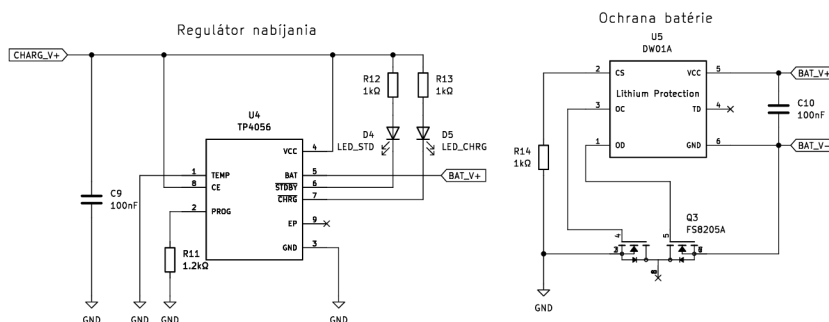 Regulátor nabíjania
CHARG_V+
R12
1kΩ
R13
1kΩ
U4
TP4056
D4
LED_STD
D5
LED_CHRG
VCC
4
1
TEMP
BAT
5
BAT_V+
8
CE
STDBY
6
CHRG
7
2
PROG
EP
9
GND
3
C9
100nF
R11
1.2kΩ
GND
GND
GND
GND
Ochrana batérie
U5
DW01A
2
CS
VCC
5
BAT_V+
Lithium Protection
3
OC
TD
4
C10
100nF
1
OD
GND
6
BAT_V-
R14
1kΩ
Q3
FS8205A
4
5
8
GND